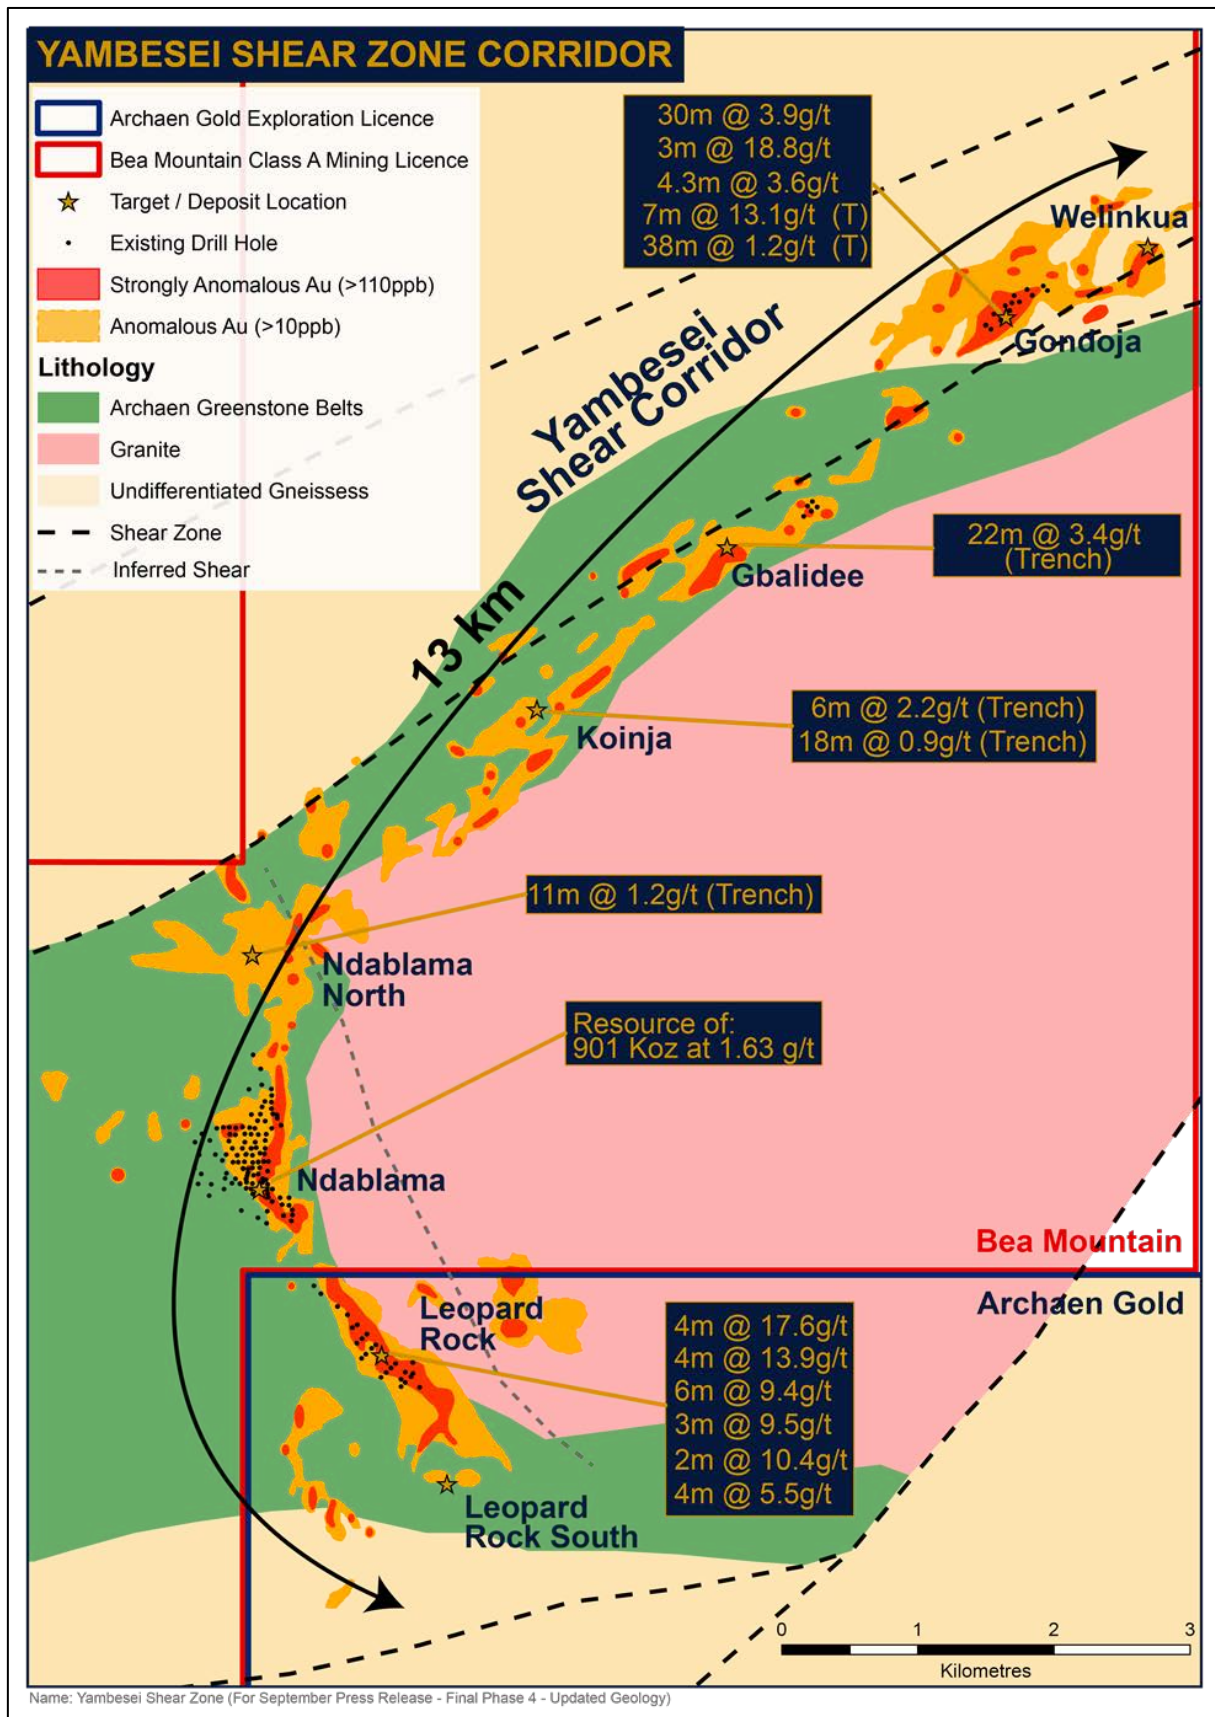 YAMBESEI SHEAR ZONE CORRIDOR
Archaen Gold Exploration Licence
Bea Mountain Class A Mining Licence
Target / Deposit Location
Existing Drill Hole
Strongly Anomalous Au (>110ppb)
Anomalous Au (>10ppb)
Lithology
Archaen Greenstone Belts
Granite
Undifferentiated Gneissess
Shear Zone
Inferred Shear
30m @ 3.9g/t
3m @ 18.8g/t
4.3m @ 3.6g/t
7m @ 13.1g/t (T)
38m @ 1.2g/t (T)
Welinkua
Gondoja
Yambesei
Shear Corridor
13 km
22m @ 3.4g/t
(Trench)
Gbalidee
6m @ 2.2g/t (Trench)
18m @ 0.9g/t (Trench)
Koinja
11m @ 1.2g/t (Trench)
Ndablama
North
Resource of:
901 Koz at 1.63 g/t
Ndablama
Bea Mountain
Archaen Gold
Leopard
Rock
4m @ 17.6g/t
4m @ 13.9g/t
6m @ 9.4g/t
3m @ 9.5g/t
2m @ 10.4g/t
4m @ 5.5g/t
Leopard
Rock South
0 1 2 3
Kilometres
Name: Yambesei Shear Zone (For September Press Release - Final Phase 4 - Updated Geology)